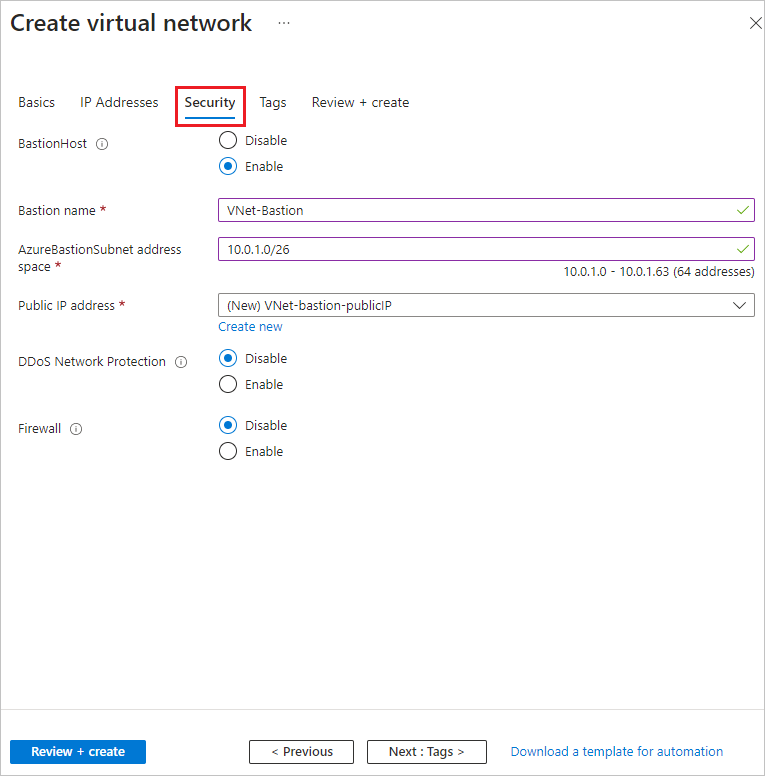 Create virtual network ...
Basics IP Addresses Security Tags Review + create
BastionHost
Disable
Enable
Bastion name *
VNet-Bastion
AzureBastionSubnet address
space *
10.0.1.0/26
10.0.1.0 - 10.0.1.63 (64 addresses)
Public IP address *
(New) VNet-bastion-publicIP
Create new
DDoS Network Protection
Disable
Enable
Firewall
Disable
Enable
Review + create
< Previous
Next : Tags >
Download a template for automation